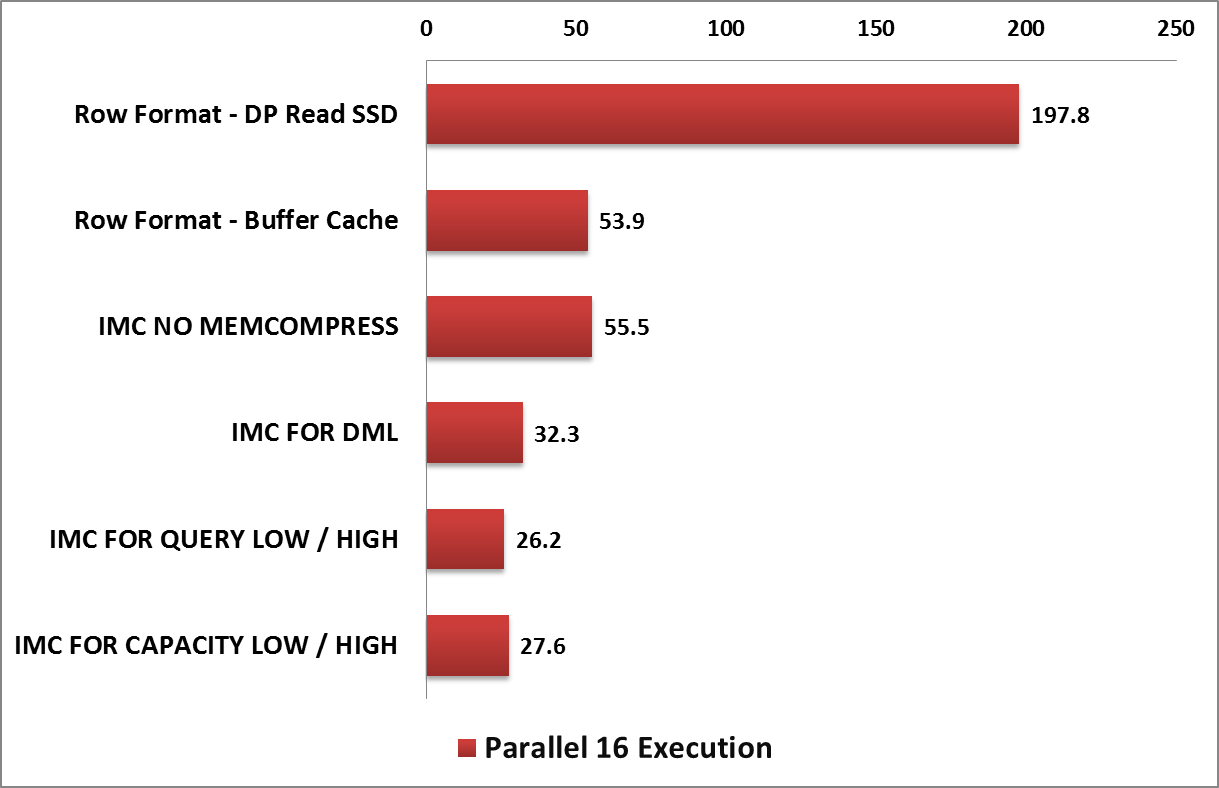 0 50 100 150 200 250
Row Format - DP Read SSD 197.8
Row Format - Buffer Cache 53.9
IMC NO MEMCOMPRESS 55.5
IMC FOR DML 32.3
IMC FOR QUERY LOW / HIGH 26.2
IMC FOR CAPACITY LOW / HIGH 27.6
Parallel 16 Execution